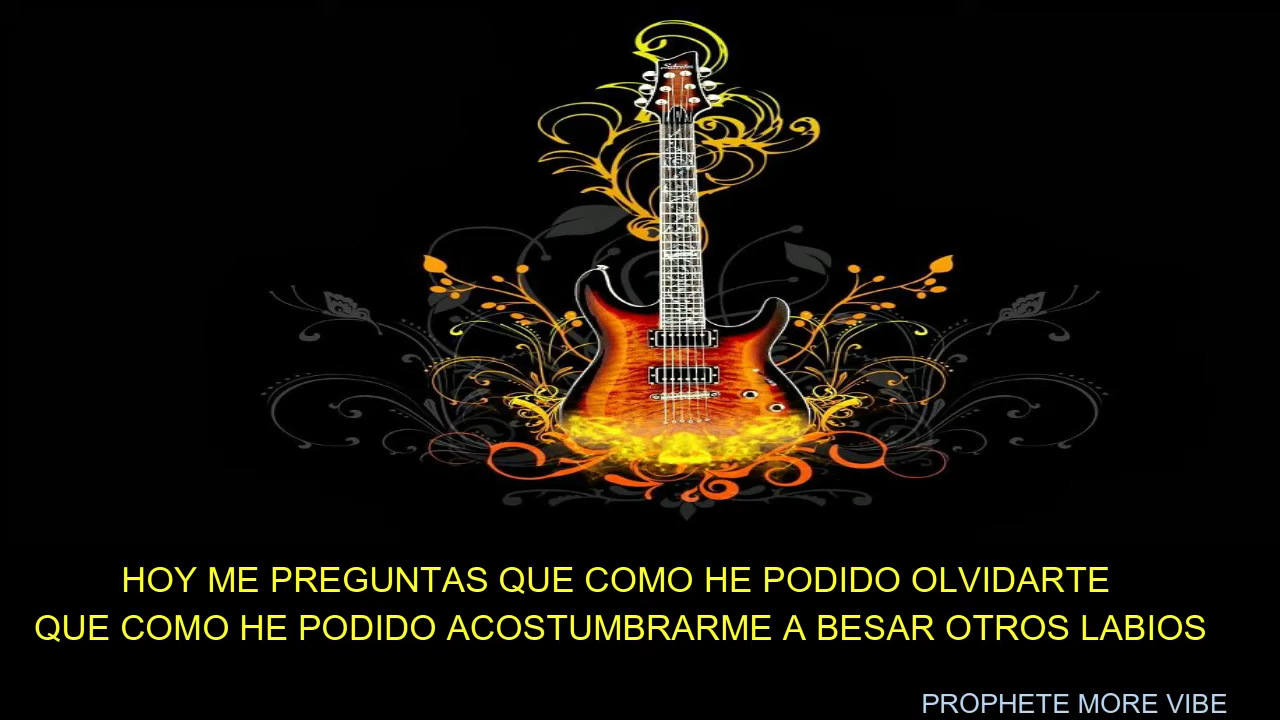 HOY ME PREGUNTAS QUE COMO HE PODIDO OLVIDARTE
QUE COMO HE PODIDO ACOSTUMBRARME A BESAR OTROS LABIOS
PROPHETE MORE VIBE